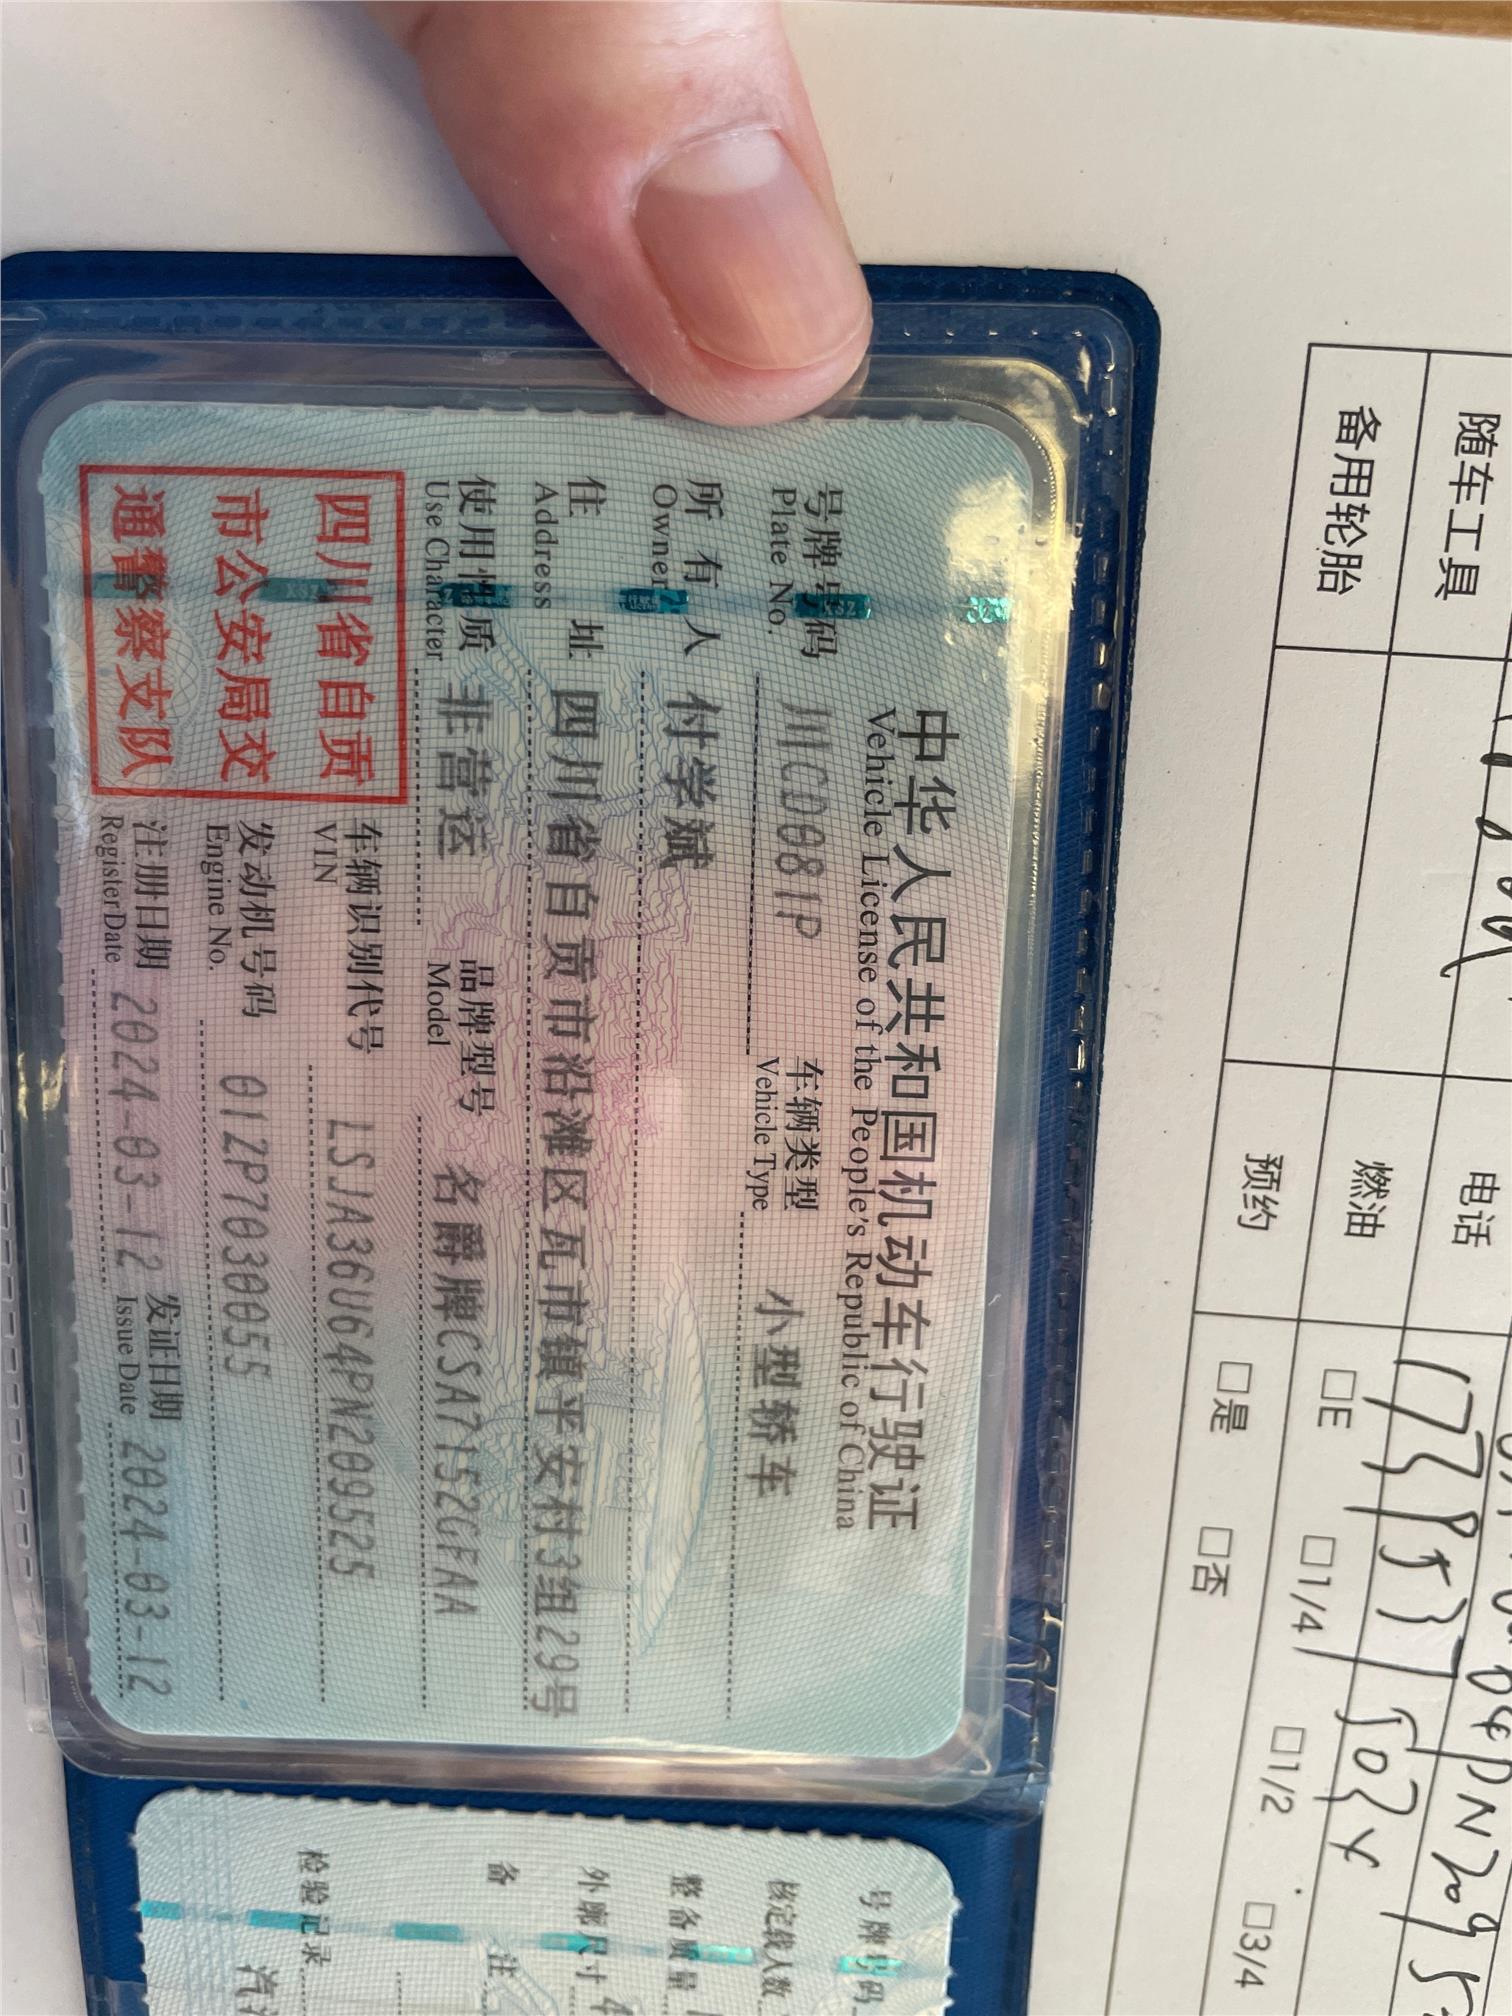 中华人民共和国机动车行驶证
Vehicle License of the People's Republic of China
号牌号码 川CD081P 车辆类型 小型轿车
Plate No. Vehicle Type
所有人 付学斌
Owner
住址 四川省自贡市沿滩区瓦市镇平安村3组29号
Address
使用性质 非营运 品牌型号 名爵牌CSA7152GFAA
Use Character Model
四川省自贡
市公安局交
通警察支队
车辆识别代号 LSJA36U64PN209525
VIN
发动机号码 01ZP7030055
Engine No.
注册日期 2024-03-12 发证日期 2024-03-12
Register Date Issue Date
号牌号码
核定载人数
整备质量
外廓尺寸 4
备注
检验记录
随车工具 电话
备用轮胎 燃油 □E □1/4 □1/2 □3/4
预约 □是 □否